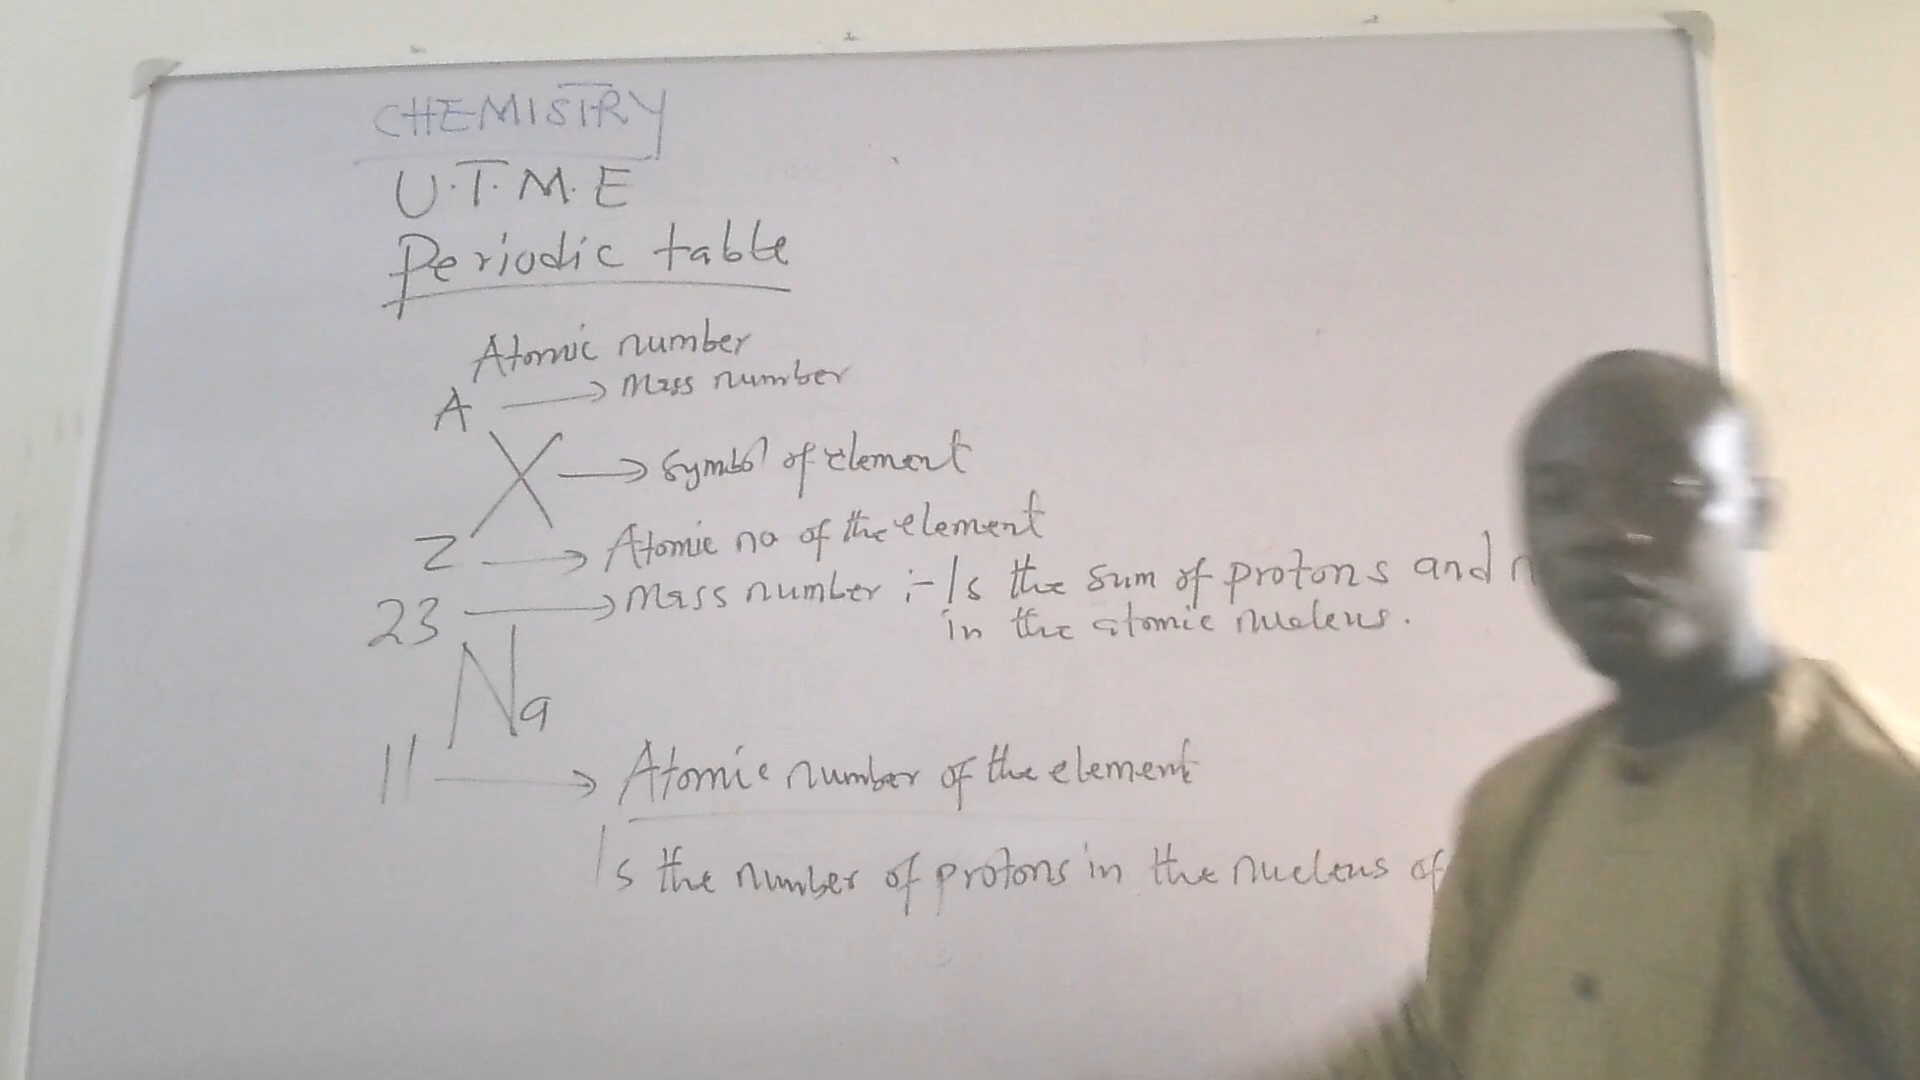 CHEMISTRY
U.T.M.E
Periodic table
Atomic number
A → Mass number
X → Symbol of element
Z → Atomic no of the element
23 → Mass number :- Is the sum of protons and
in the atomic nucleus.
Na
11 → Atomic number of the element
Is the number of protons in the nucleus of